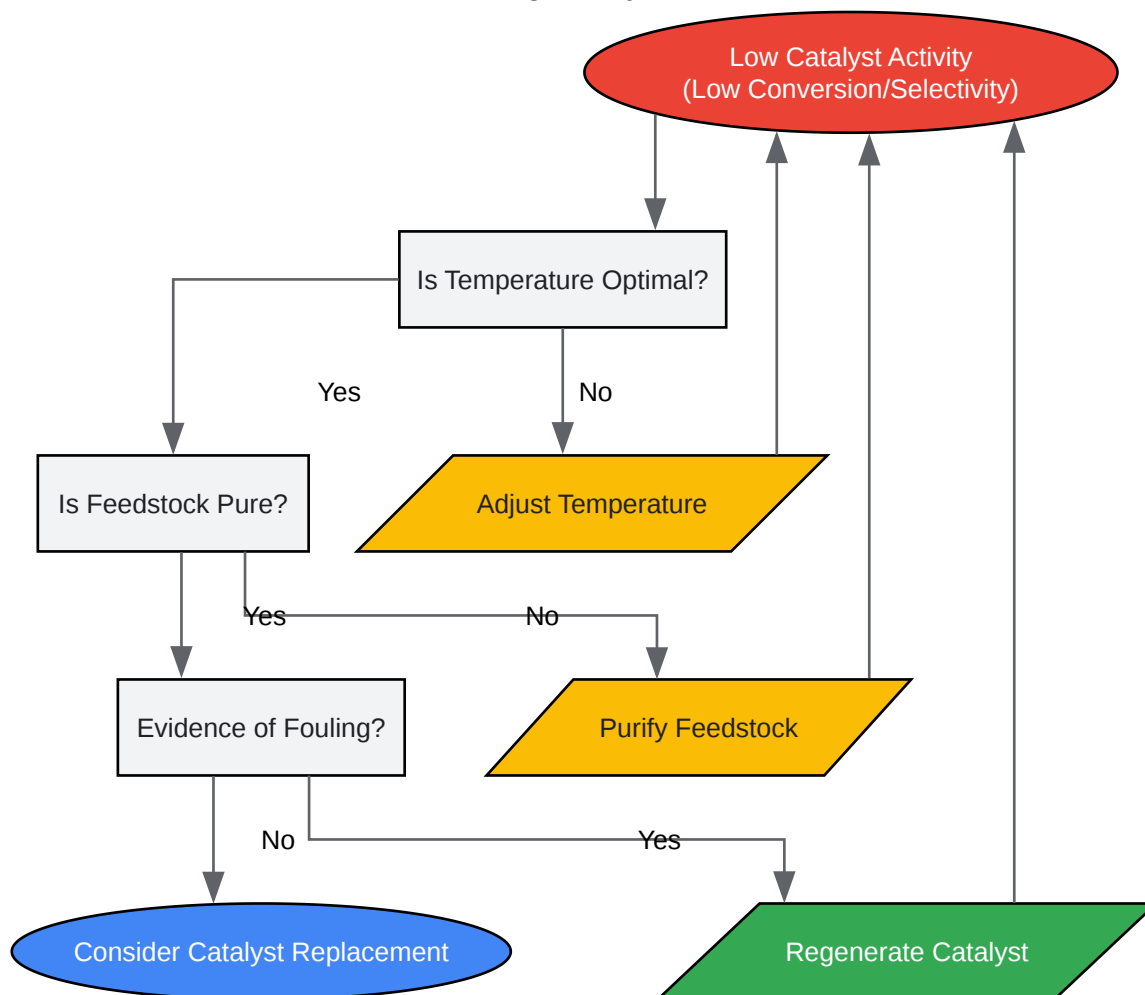 Low Catalyst Activity
(Low Conversion/Selectivity)
Is Temperature Optimal?
Yes
No
Is Feedstock Pure?
Adjust Temperature
Yes
No
Evidence of Fouling?
Purify Feedstock
No
Yes
Consider Catalyst Replacement
Regenerate Catalyst